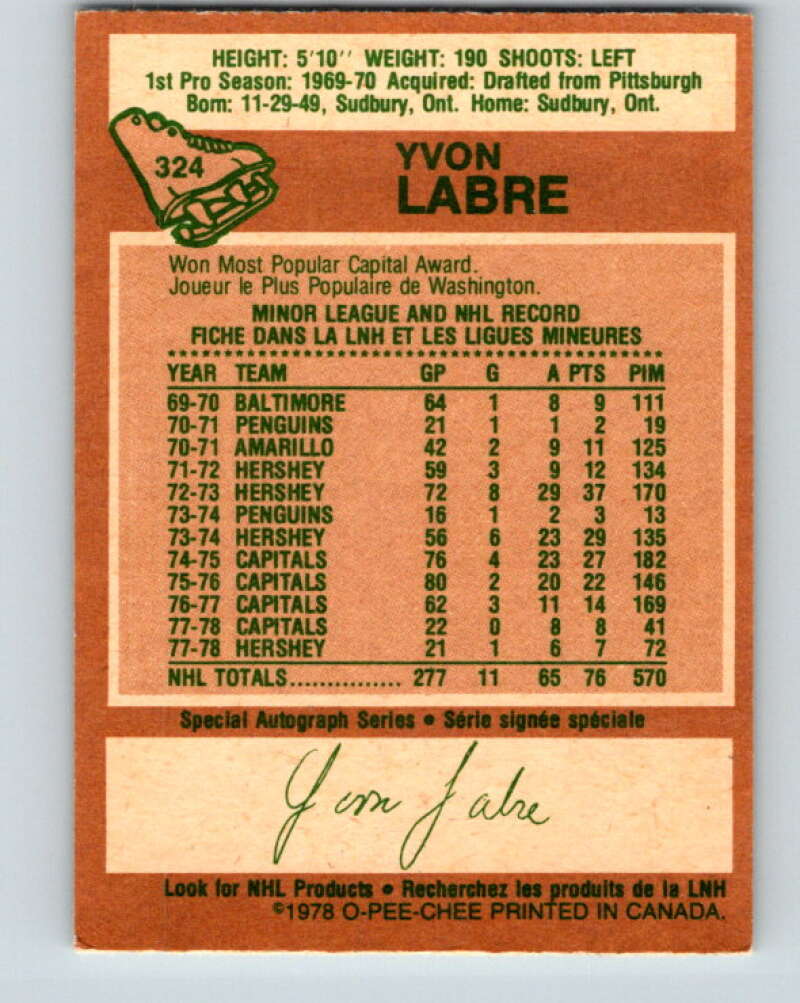 HEIGHT: 5'10'' WEIGHT: 190 SHOOTS: LEFT
1st Pro Season: 1969-70 Acquired: Drafted from Pittsburgh
Born: 11-29-49, Sudbury, Ont. Home: Sudbury, Ont.
324
YVON
LABRE
Won Most Popular Capital Award.
Joueur le Plus Populaire de Washington.
MINOR LEAGUE AND NHL RECORD
FICHE DANS LA LNH ET LES LIGUES MINEURES
YEAR TEAM GP G A PTS PIM
69-70 BALTIMORE 64 1 8 9 111
70-71 PENGUINS 21 1 1 2 19
70-71 AMARILLO 42 2 9 11 125
71-72 HERSHEY 59 3 9 12 134
72-73 HERSHEY 72 8 29 37 170
73-74 PENGUINS 16 1 2 3 13
73-74 HERSHEY 56 6 23 29 135
74-75 CAPITALS 76 4 23 27 182
75-76 CAPITALS 80 2 20 22 146
76-77 CAPITALS 62 3 11 14 169
77-78 CAPITALS 22 0 8 8 41
77-78 HERSHEY 21 1 6 7 72
NHL TOTALS............... 277 11 65 76 570
Special Autograph Series • Série signée spéciale
Yvon Labre
Look for NHL Products • Recherchez les produits de la LNH
©1978 O-PEE-CHEE PRINTED IN CANADA.